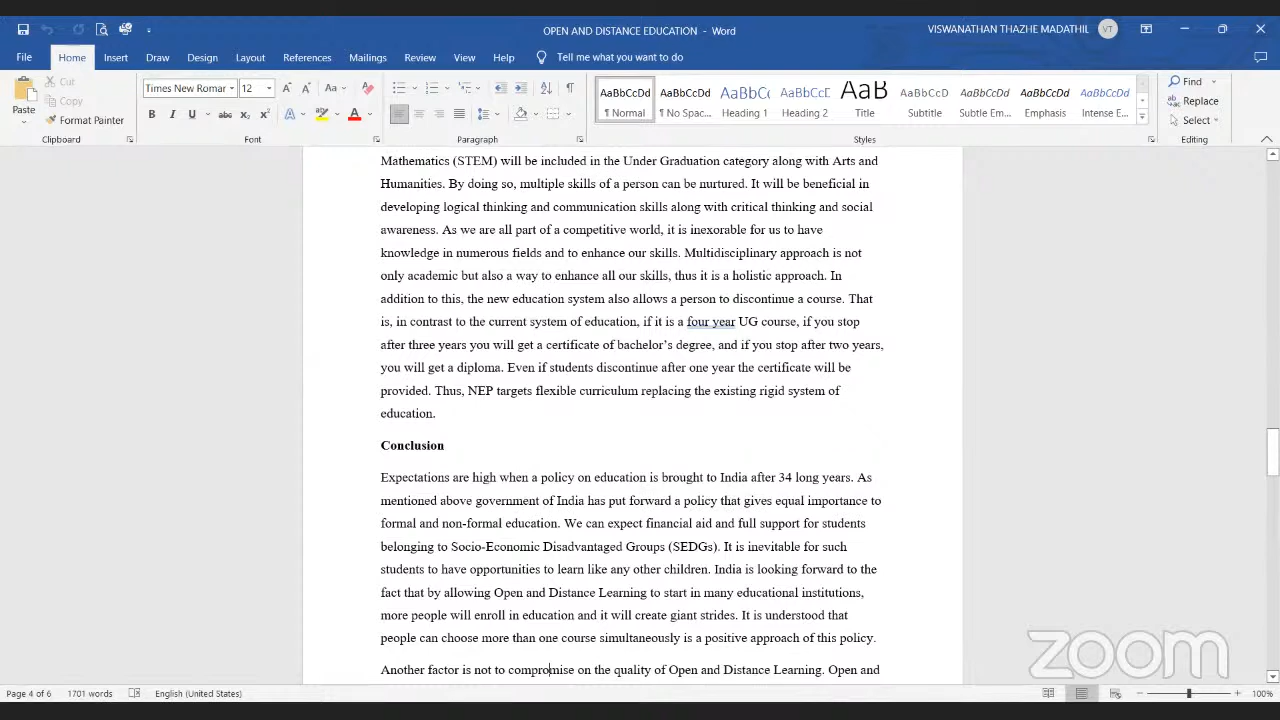 OPEN AND DISTANCE EDUCATION - Word
VISWANATHAN THAZHE MADATHIL VT
File Home Insert Draw Design Layout References Mailings Review View Help Tell me what you want to do
Paste
Cut
Copy
Format Painter
Clipboard
Times New Romar 12
Font
Paragraph
AaBbCcDd AaBbCcDd AaBbCc AaBbCcE AaB AaBbCcD AaBbCcDd AaBbCcDd AaBbCcDd
¶ Normal ¶ No Spac... Heading 1 Heading 2 Title Subtitle Subtle Em... Emphasis Intense E...
Styles
Find
Replace
Select
Editing
Mathematics (STEM) will be included in the Under Graduation category along with Arts and
Humanities. By doing so, multiple skills of a person can be nurtured. It will be beneficial in
developing logical thinking and communication skills along with critical thinking and social
awareness. As we are all part of a competitive world, it is inexorable for us to have
knowledge in numerous fields and to enhance our skills. Multidisciplinary approach is not
only academic but also a way to enhance all our skills, thus it is a holistic approach. In
addition to this, the new education system also allows a person to discontinue a course. That
is, in contrast to the current system of education, if it is a four year UG course, if you stop
after three years you will get a certificate of bachelor’s degree, and if you stop after two years,
you will get a diploma. Even if students discontinue after one year the certificate will be
provided. Thus, NEP targets flexible curriculum replacing the existing rigid system of
education.
Conclusion
Expectations are high when a policy on education is brought to India after 34 long years. As
mentioned above government of India has put forward a policy that gives equal importance to
formal and non-formal education. We can expect financial aid and full support for students
belonging to Socio-Economic Disadvantaged Groups (SEDGs). It is inevitable for such
students to have opportunities to learn like any other children. India is looking forward to the
fact that by allowing Open and Distance Learning to start in many educational institutions,
more people will enroll in education and it will create giant strides. It is understood that
people can choose more than one course simultaneously is a positive approach of this policy.
Another factor is not to compromise on the quality of Open and Distance Learning. Open and
zoom
Page 4 of 6 1701 words English (United States) 100%